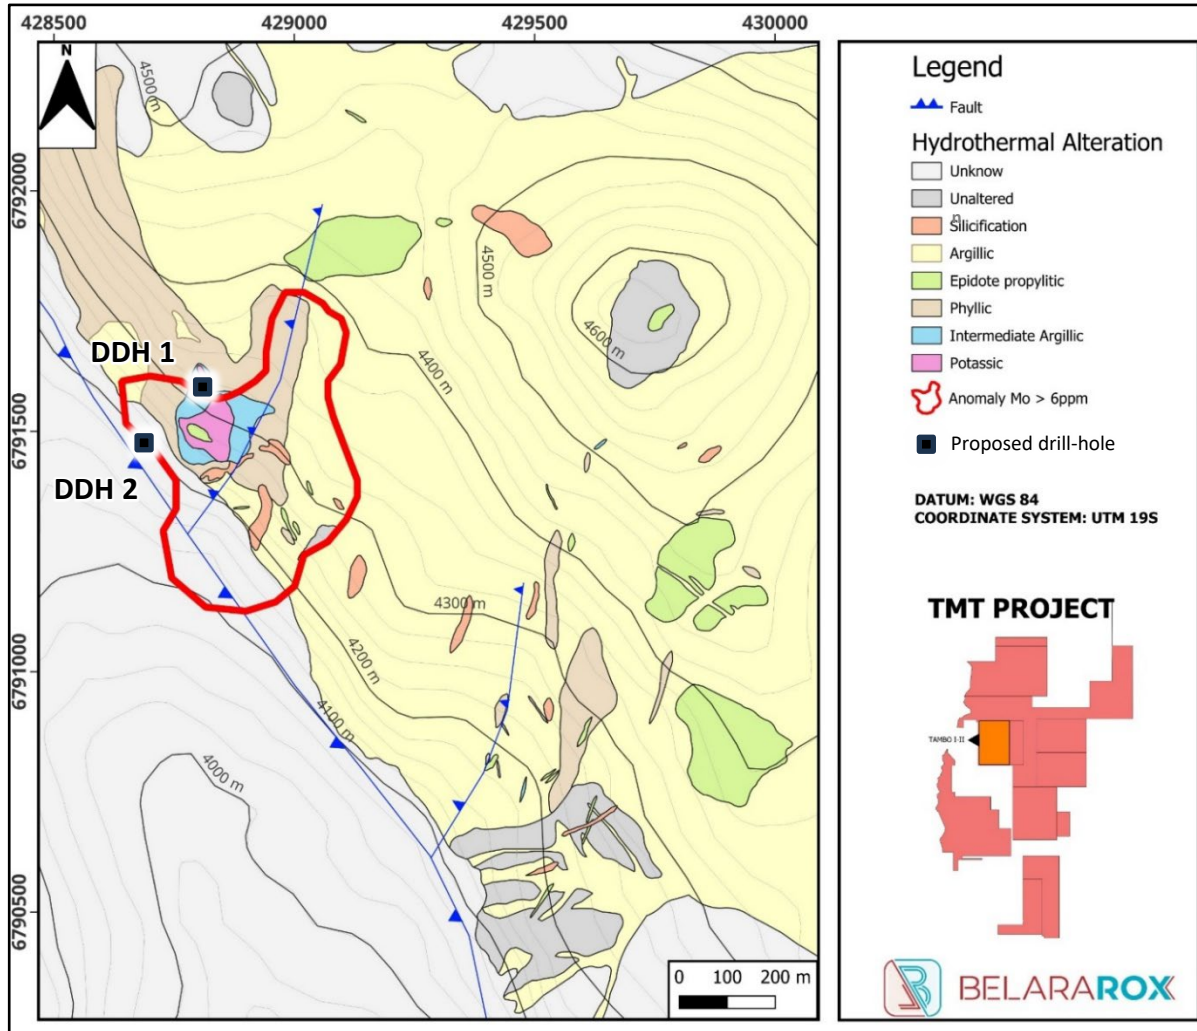 428500 429000 429500 430000
N
6792000
6791500
6791000
6790500
4500 m
4500 m
4600 m
4400 m
DDH 1
DDH 2
4300 m
4200 m
4100 m
4000 m
0 100 200 m
Legend
Fault
Hydrothermal Alteration
Unknow
Unaltered
n
Silicification
Argillic
Epidote propylitic
Phyllic
Intermediate Argillic
Potassic
Anomaly Mo > 6ppm
Proposed drill-hole
DATUM: WGS 84
COORDINATE SYSTEM: UTM 19S
TMT PROJECT
TAMBO I-II
BELARAROX